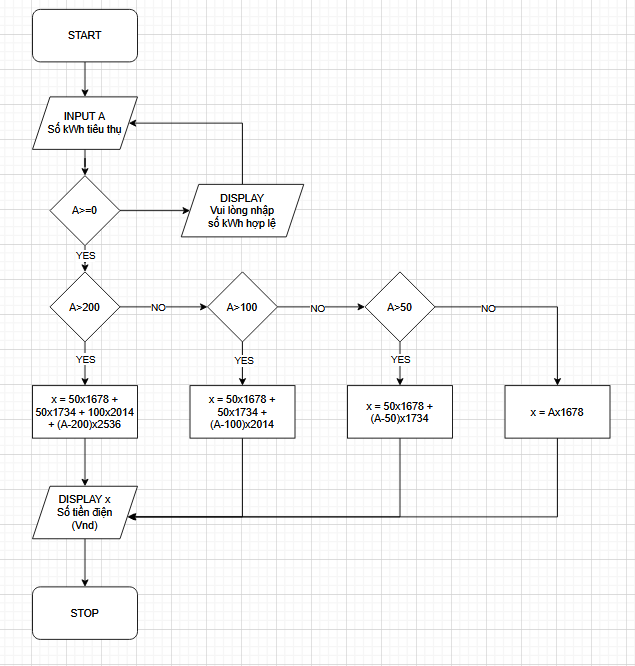 START
INPUT A
Số kWh tiêu thụ
A>=0
DISPLAY
Vui lòng nhập
số kWh hợp lệ
YES
A>200
NO
A>100
NO
A>50
NO
YES
YES
YES
x = 50x1678 +
50x1734 + 100x2014
+ (A-200)x2536
x = 50x1678 +
50x1734 +
(A-100)x2014
x = 50x1678 +
(A-50)x1734
x = Ax1678
DISPLAY x
Số tiền điện
(Vnd)
STOP